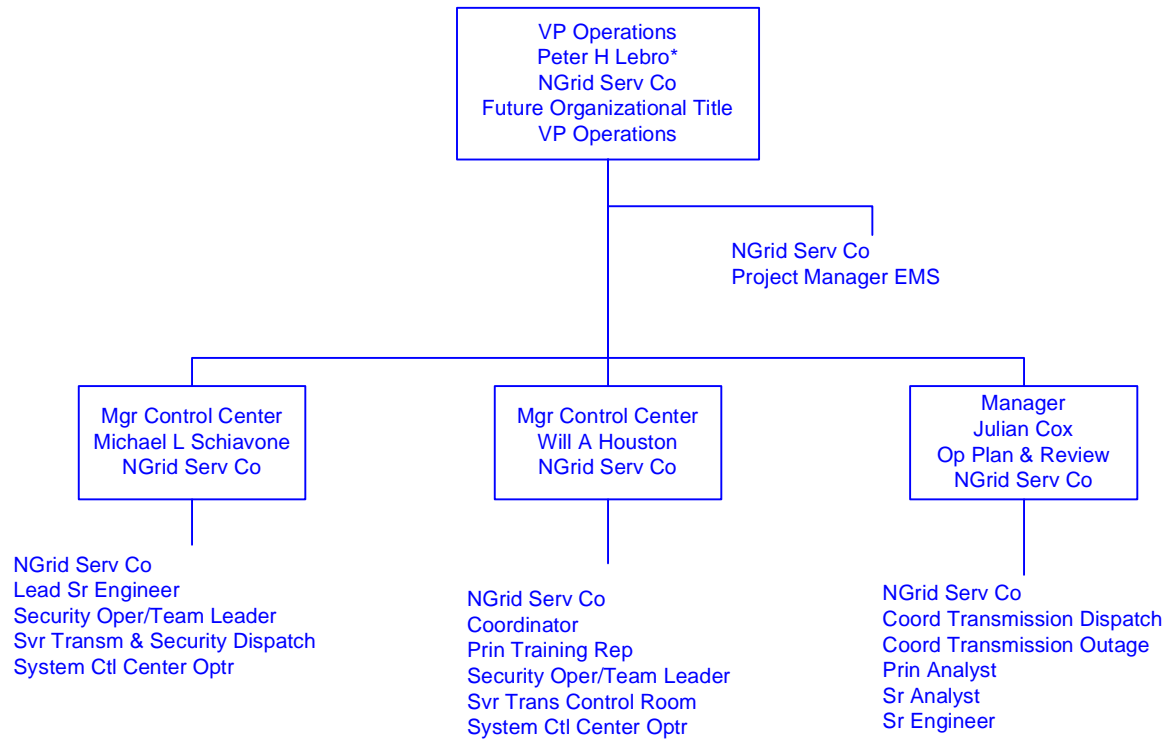 VP Operations
Peter H Lebro*
NGrid Serv Co
Future Organizational Title
VP Operations
NGrid Serv Co
Project Manager EMS
Mgr Control Center
Michael L Schiavone
NGrid Serv Co
Mgr Control Center
Will A Houston
NGrid Serv Co
Manager
Julian Cox
Op Plan & Review
NGrid Serv Co
NGrid Serv Co
Lead Sr Engineer
Security Oper/Team Leader
Svr Transm & Security Dispatch
System Ctl Center Optr
NGrid Serv Co
Coordinator
Prin Training Rep
Security Oper/Team Leader
Svr Trans Control Room
System Ctl Center Optr
NGrid Serv Co
Coord Transmission Dispatch
Coord Transmission Outage
Prin Analyst
Sr Analyst
Sr Engineer